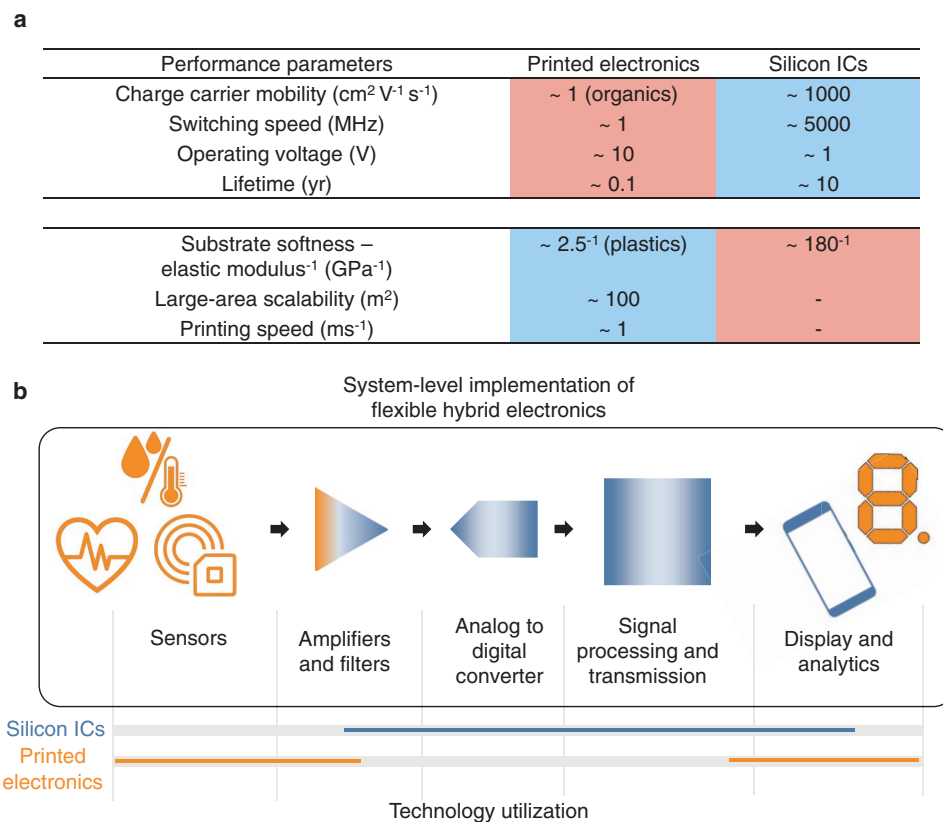 a
Performance parameters Printed electronics Silicon ICs
Charge carrier mobility (cm² V⁻¹ s⁻¹) ~ 1 (organics) ~ 1000
Switching speed (MHz) ~ 1 ~ 5000
Operating voltage (V) ~ 10 ~ 1
Lifetime (yr) ~ 0.1 ~ 10
Substrate softness – ~ 2.5⁻¹ (plastics) ~ 180⁻¹
elastic modulus⁻¹ (GPa⁻¹)
Large-area scalability (m²) ~ 100 -
Printing speed (ms⁻¹) ~ 1 -
b
System-level implementation of
flexible hybrid electronics
8.
Sensors
Amplifiers
and filters
Analog to
digital
converter
Signal
processing and
transmission
Display and
analytics
Silicon ICs
Printed
electronics
Technology utilization